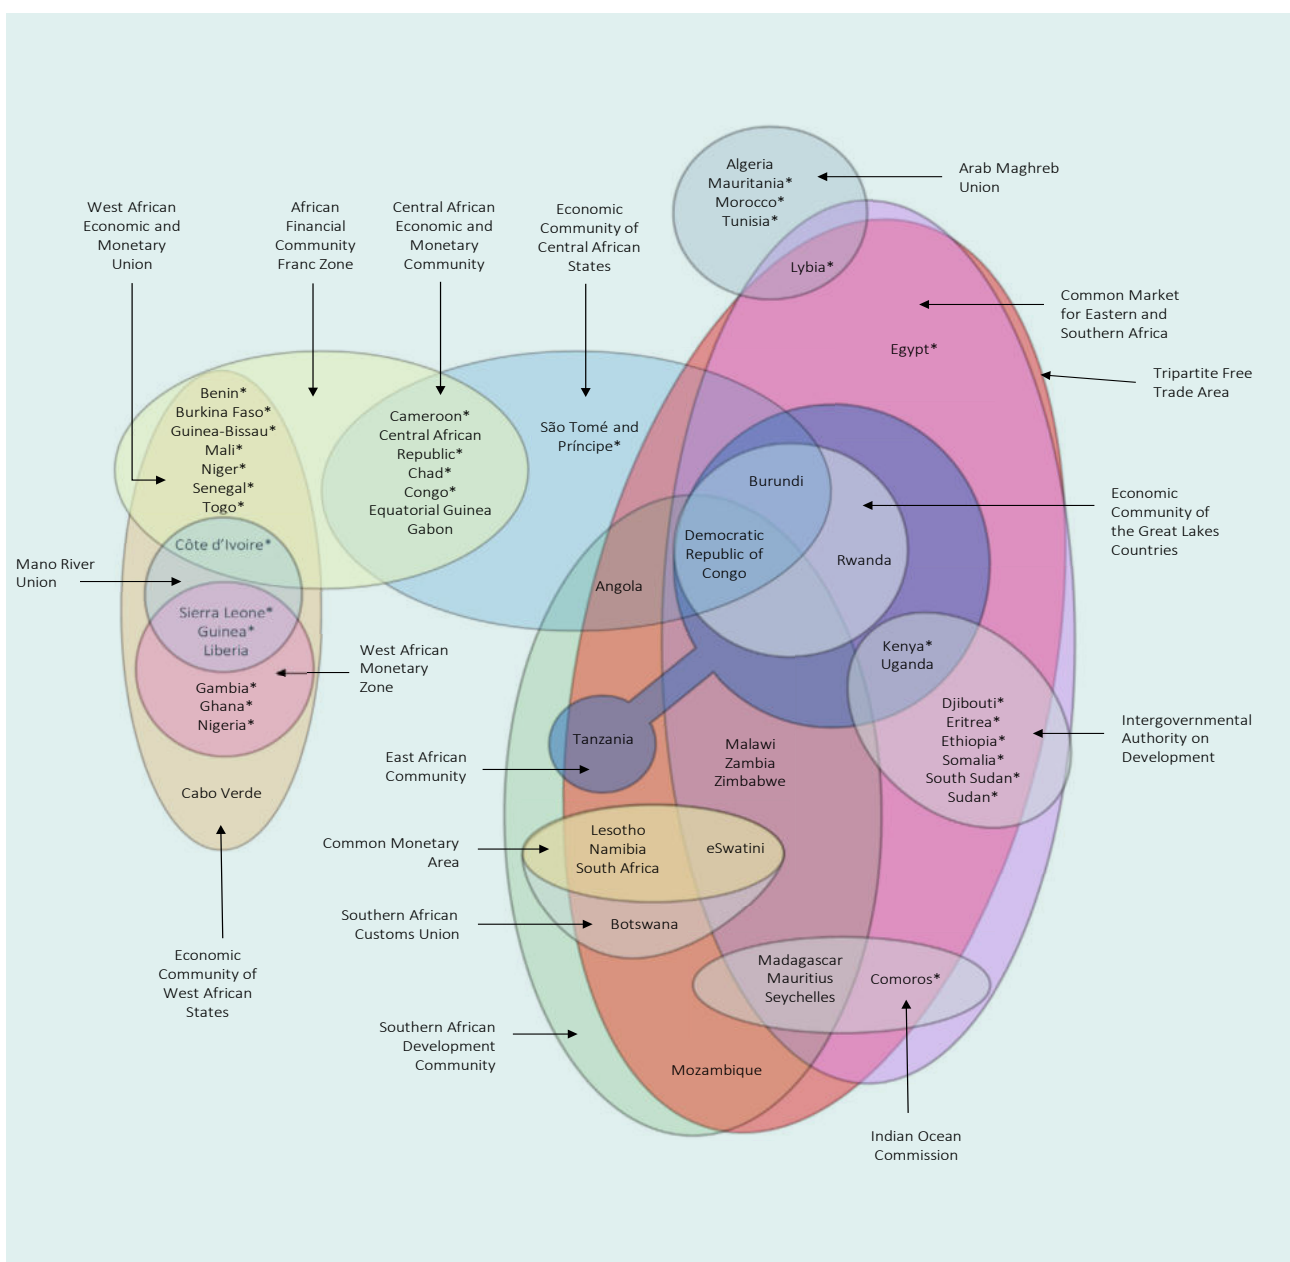 Algeria
Mauritania*
Morocco*
Tunisia*
Arab Maghreb
Union
West African
Economic and
Monetary
Union
African
Financial
Community
Franc Zone
Central African
Economic and
Monetary
Community
Economic
Community of
Central African
States
Lybia*
Common Market
for Eastern and
Southern Africa
Egypt*
Tripartite Free
Trade Area
Benin*
Burkina Faso*
Guinea-Bissau*
Mali*
Niger*
Senegal*
Togo*
Cameroon*
Central African
Republic*
Chad*
Congo*
Equatorial Guinea
Gabon
São Tomé and
Príncipe*
Burundi
Economic
Community of
the Great Lakes
Countries
Democratic
Republic of
Congo
Rwanda
Côte d’Ivoire*
Mano River
Union
Angola
Sierra Leone*
Guinea*
Liberia
West African
Monetary
Zone
Kenya*
Uganda
Gambia*
Ghana*
Nigeria*
Djibouti*
Eritrea*
Ethiopia*
Somalia*
South Sudan*
Sudan*
Intergovernmental
Authority on
Development
Tanzania
East African
Community
Malawi
Zambia
Zimbabwe
Cabo Verde
Common Monetary
Area
Lesotho
Namibia
South Africa
eSwatini
Southern African
Customs Union
Botswana
Economic
Community of
West African
States
Madagascar
Mauritius
Seychelles
Comoros*
Southern African
Development
Community
Mozambique
Indian Ocean
Commission